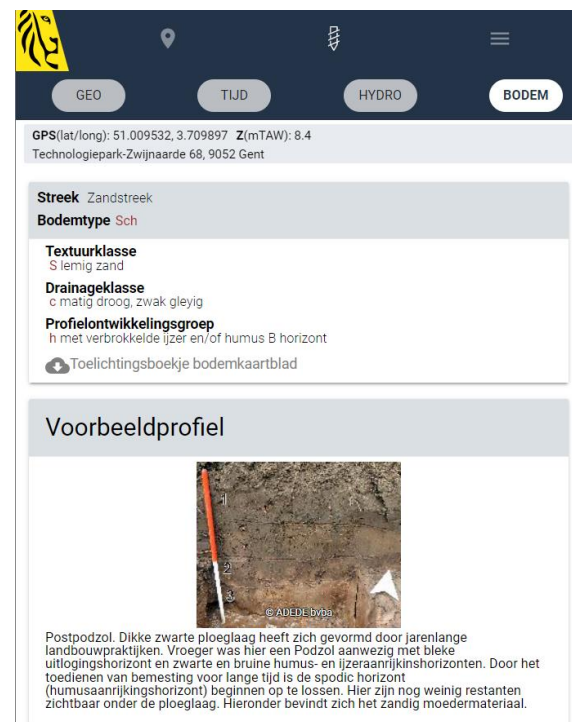 GEO TIJD HYDRO BODEM
GPS(lat/long): 51.009532, 3.709897 Z(mTAW): 8.4
Technologiepark-Zwijnaarde 68, 9052 Gent
Streek Zandstreek
Bodemtype Sch
Textuurklasse
S lemig zand
Drainageklasse
c matig droog, zwak gleyig
Profielontwikkelingsgroep
h met verbrokkelde ijzer en/of humus B horizont
Toelichtingsboekje bodemkaartblad
Voorbeeldprofiel
1
2
3
© ADEDE bvba
Postpodzol. Dikke zwarte ploeglaag heeft zich gevormd door jarenlange
landbouwpraktijken. Vroeger was hier een Podzol aanwezig met bleke
uitlogingshorizont en zwarte en bruine humus- en ijzeraanrijkinshorizonten. Door het
toedienen van bemesting voor lange tijd is de spodic horizont
(humusaanrijkingshorizont) beginnen op te lossen. Hier zijn nog weinig restanten
zichtbaar onder de ploeglaag. Hieronder bevindt zich het zandig moedermateriaal.